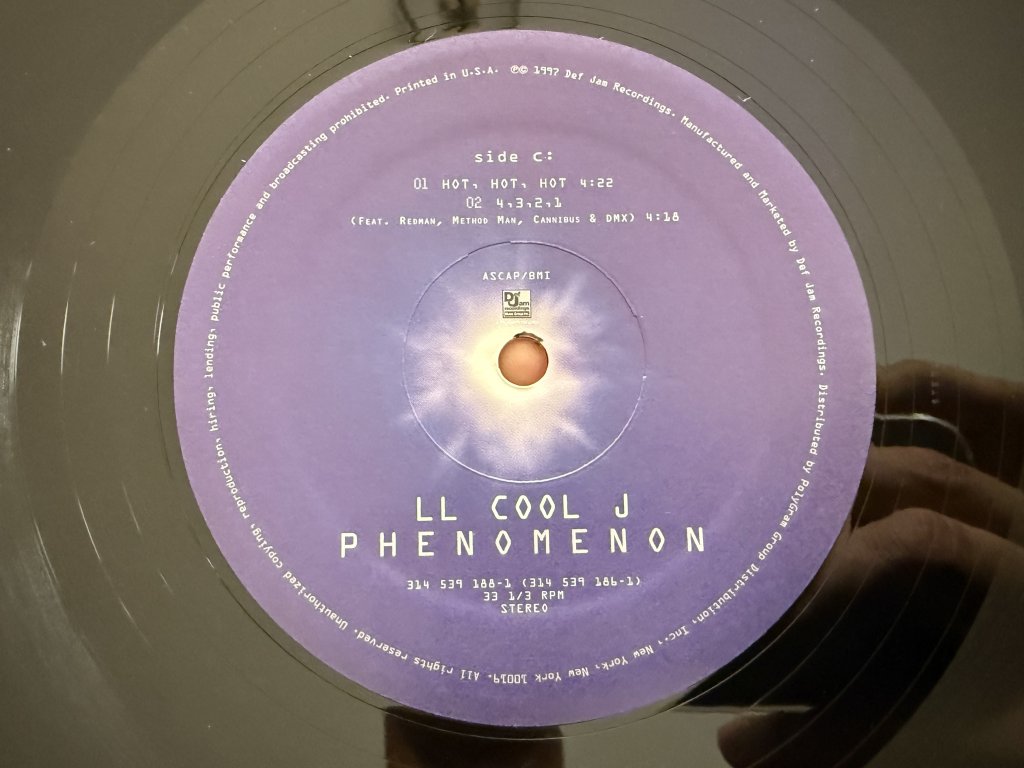 side c:
01 HOT, HOT, HOT 4:22
02 4,3,2,1
(FEAT. REDMAN, METHOD MAN, CANNIBUS & DMX) 4:18
ASCAP/BMI
Def Jam
recordings
LL COOL J
PHENOMENON
314 539 188-1 (314 539 186-1)
33 1/3 RPM
STEREO
℗© 1997 Def Jam Recordings. Manufactured and Marketed by Def Jam Recordings. Distributed by PolyGram Group Distribution, Inc., New York, New York 10019. All rights reserved. Unauthorized copying, reproduction, hiring, lending, public performance and broadcasting prohibited. Printed in U.S.A.